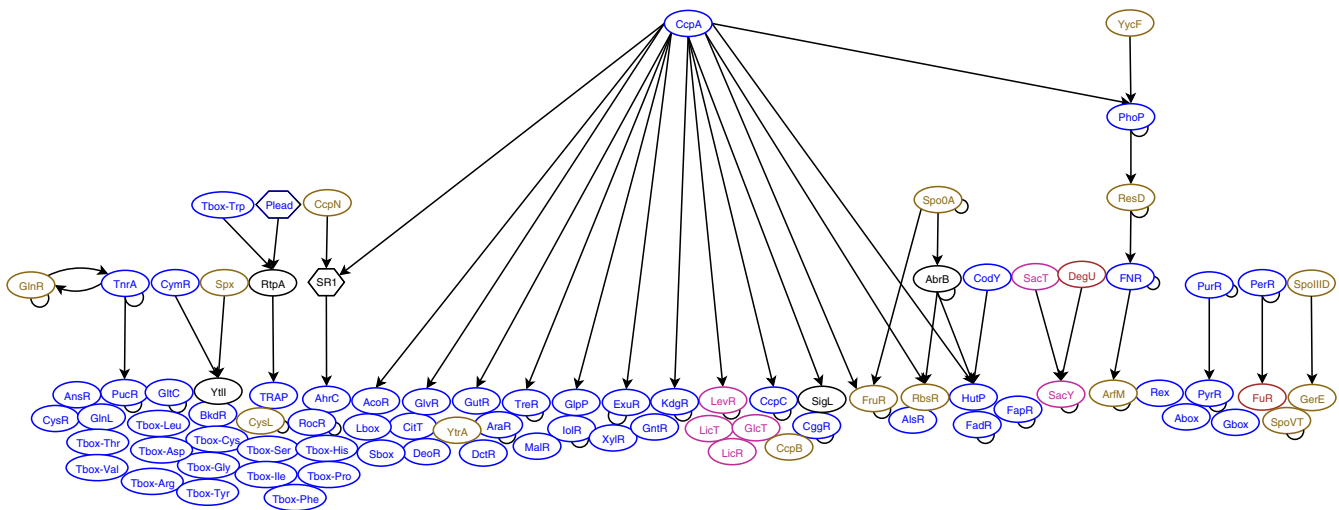 CcpA
YycF
PhoP
Tbox-Trp
Plead
CcpN
Spo0A
ResD
GlnR
TnrA
CymR
Spx
RtpA
SR1
AbrB
CodY
SacT
DegU
FNR
PurR
PerR
SpoIIID
AnsR
PucR
GltC
YtlI
TRAP
AhrC
AcoR
GlvR
GutR
TreR
GlpP
ExuR
KdgR
LevR
CcpC
SigL
FruR
RbsR
HutP
SacY
ArfM
Rex
PyrR
FuR
GerE
CysR
GlnL
Tbox-Leu
BkdR
CysL
RocR
Lbox
CitT
YtrA
AraR
IolR
XylR
GntR
LicT
GlcT
CggR
AlsR
FadR
FapR
Abox
Gbox
SpoVT
Tbox-Thr
Tbox-Asp
Tbox-Cys
Tbox-Ser
Tbox-His
Sbox
DeoR
DctR
MalR
LicR
CcpB
Tbox-Val
Tbox-Arg
Tbox-Gly
Tbox-Ile
Tbox-Pro
Tbox-Tyr
Tbox-Phe